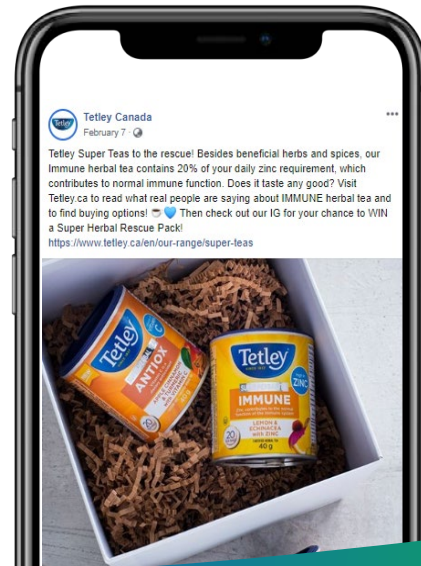 Tetley Canada
February 7 ·
Tetley Super Teas to the rescue! Besides beneficial herbs and spices, our
Immune herbal tea contains 20% of your daily zinc requirement, which
contributes to normal immune function. Does it taste any good? Visit
Tetley.ca to read what real people are saying about IMMUNE herbal tea and
to find buying options! ☕💙 Then check out our IG for your chance to WIN
a Super Herbal Rescue Pack!
https://www.tetley.ca/en/our-range/super-teas
Tetley
ANTIOX
with VITAMIN C
Tetley
ZINC
IMMUNE
LEMON &
ECHINACEA
with ZINC
20
40 g